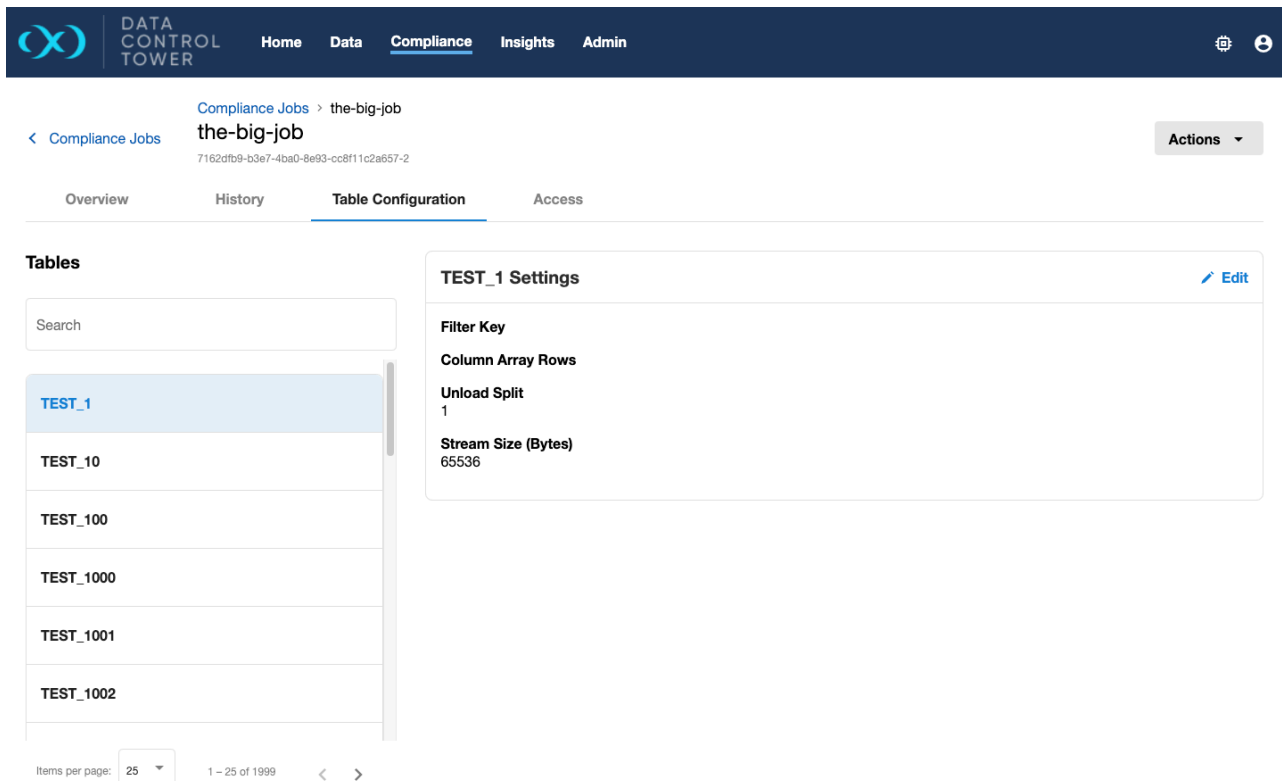 DATA
CONTROL
TOWER
Home Data Compliance Insights Admin
Compliance Jobs > the-big-job
< Compliance Jobs
the-big-job
7162dfb9-b3e7-4ba0-8e93-cc8f11c2a657-2
Actions
Overview History Table Configuration Access
Tables
Search
TEST_1
TEST_10
TEST_100
TEST_1000
TEST_1001
TEST_1002
Items per page: 25 1 – 25 of 1999 < >
TEST_1 Settings Edit
Filter Key
Column Array Rows
Unload Split
1
Stream Size (Bytes)
65536